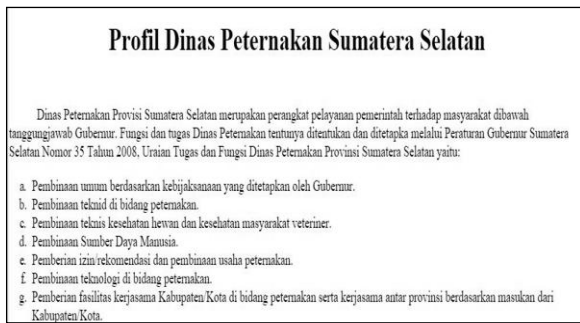 Profil Dinas Peternakan Sumatera Selatan
Dinas Peternakan Provisi Sumatera Selatan merupakan perangkat pelayanan pemerintah terhadap masyarakat dibawah
tanggungjawab Gubernur. Fungsi dan tugas Dinas Peternakan tentunya ditentukan dan ditetapka melalui Peraturan Gubernur Sumatera
Selatan Nomor 35 Tahun 2008, Uraian Tugas dan Fungsi Dinas Peternakan Provinsi Sumatera Selatan yaitu:
a. Pembinaan umum berdasarkan kebijaksanaan yang ditetapkan oleh Gubernur.
b. Pembinaan teknid di bidang peternakan.
c. Pembinaan teknis kesehatan hewan dan kesehatan masyarakat veteriner.
d. Pembinaan Sumber Daya Manusia.
e. Pemberian izin/rekomendasi dan pembinaan usaha peternakan.
f. Pembinaan teknologi di bidang peternakan.
g. Pemberian fasilitas kerjasama Kabupaten/Kota di bidang peternakan serta kerjasama antar provinsi berdasarkan masukan dari
Kabupaten/Kota.